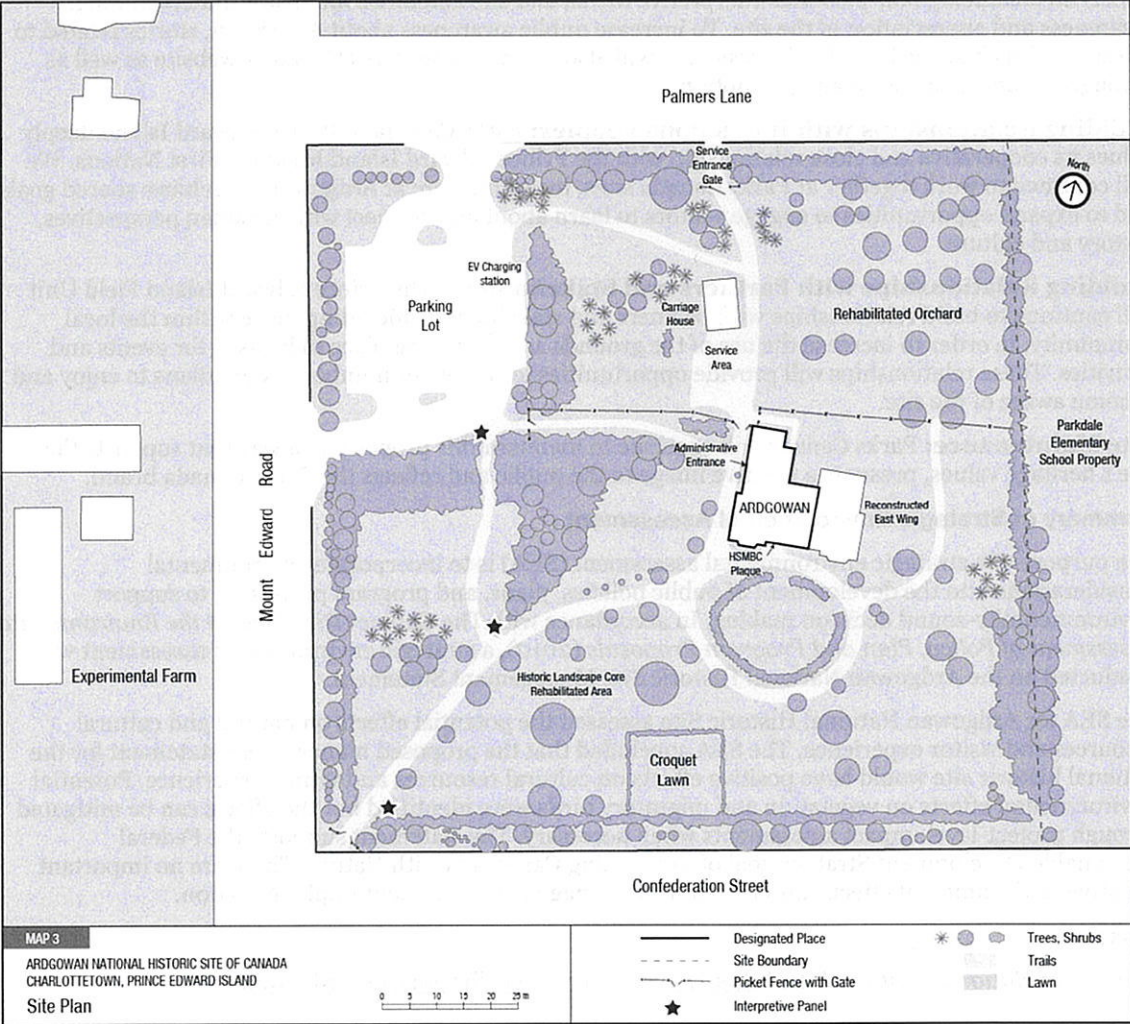 Palmers Lane
Service
Entrance
Gate
North
EV Charging
station
Parking
Lot
Carriage
House
Rehabilitated Orchard
Service
Area
Parkdale
Elementary
School Property
Administrative
Entrance
ARDGOWAN
Reconstructed
East Wing
HSMBC
Plaque
Mount Edward Road
Experimental Farm
Historic Landscape Core
Rehabilitated Area
Croquet
Lawn
Confederation Street
MAP 3
ARDGOWAN NATIONAL HISTORIC SITE OF CANADA
CHARLOTTETOWN, PRINCE EDWARD ISLAND
Site Plan
0 5 10 15 20 25 m
Designated Place
Site Boundary
Picket Fence with Gate
Interpretive Panel
Trees, Shrubs
Trails
Lawn